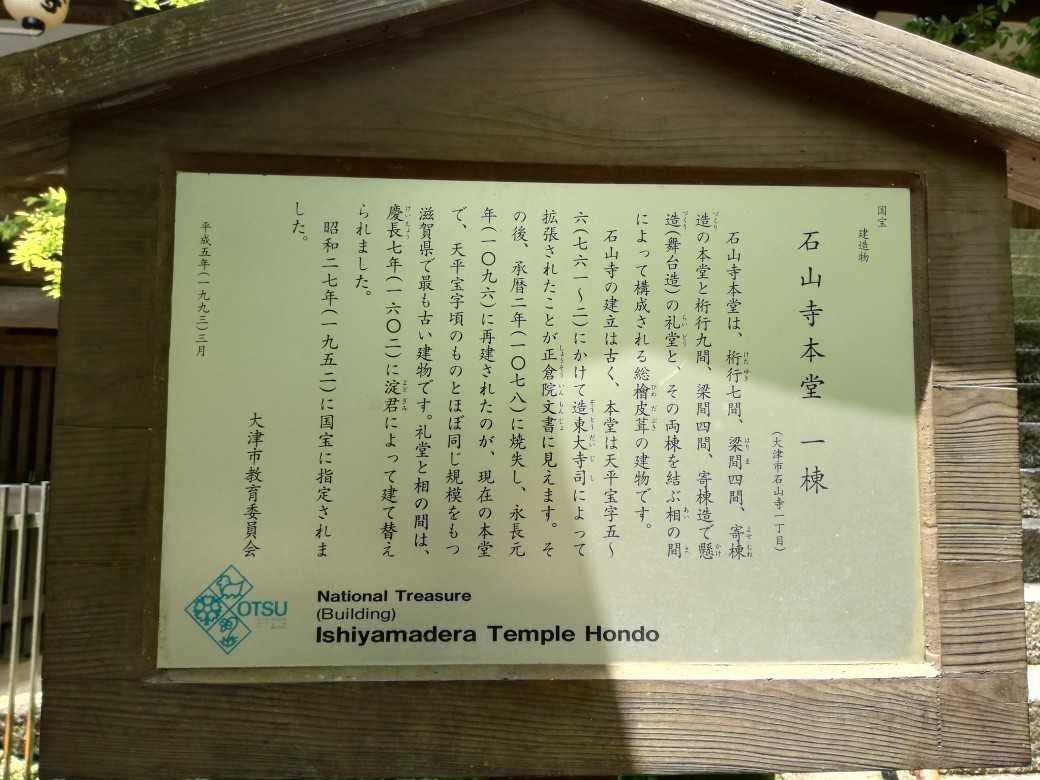 国宝
建造物
石山寺本堂 一棟
(大津市石山寺一丁目)
石山寺本堂は、桁行七間、梁間四間、寄棟
造の本堂と桁行九間、梁間四間、寄棟造で懸
造(舞台造)の礼堂と、その両棟を結ぶ相の間
によって構成される総檜皮葺の建物です。
石山寺の建立は古く、本堂は天平宝字五〜
六(七六一〜二)にかけて造東大寺司によって
拡張されたことが正倉院文書に見えます。そ
の後、承暦二年(一〇七八)に焼失し、永長元
年(一〇九六)に再建されたのが、現在の本堂
で、天平宝字頃のものとほぼ同じ規模をもつ
滋賀県で最も古い建物です。礼堂と相の間は、
慶長七年(一六〇二)に淀君によって建て替え
られました。
昭和二七年(一九五二)に国宝に指定されま
した。
大津市教育委員会
平成五年(一九九三)三月
OTSU
National Treasure
(Building)
Ishiyamadera Temple Hondo